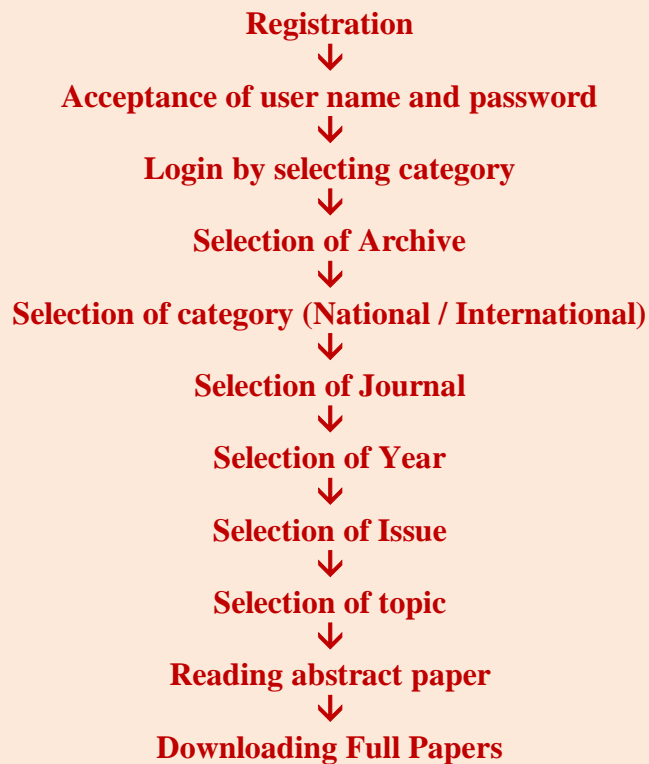 Registration
↓
Acceptance of user name and password
↓
Login by selecting category
↓
Selection of Archive
↓
Selection of category (National / International)
↓
Selection of Journal
↓
Selection of Year
↓
Selection of Issue
↓
Selection of topic
↓
Reading abstract paper
↓
Downloading Full Papers